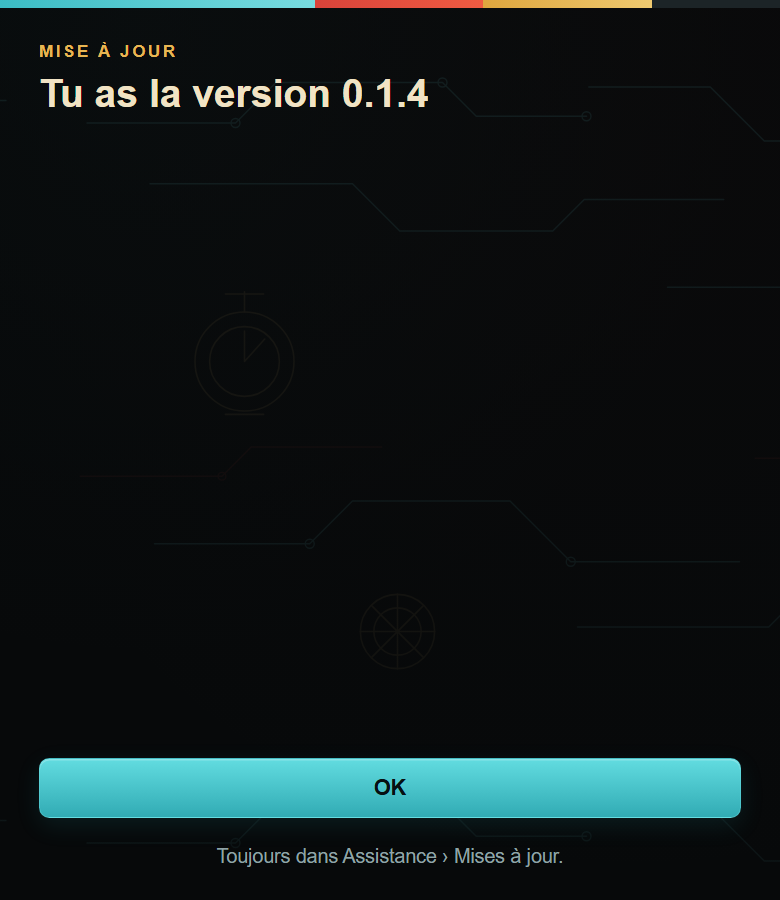 MISE À JOUR
Tu as la version 0.1.4
OK
Toujours dans Assistance › Mises à jour.